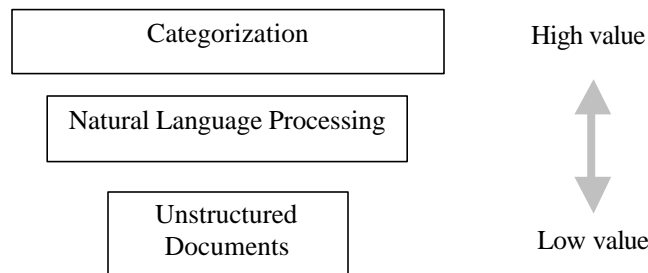 Categorization
High value
Natural Language Processing
Unstructured
Documents
Low value